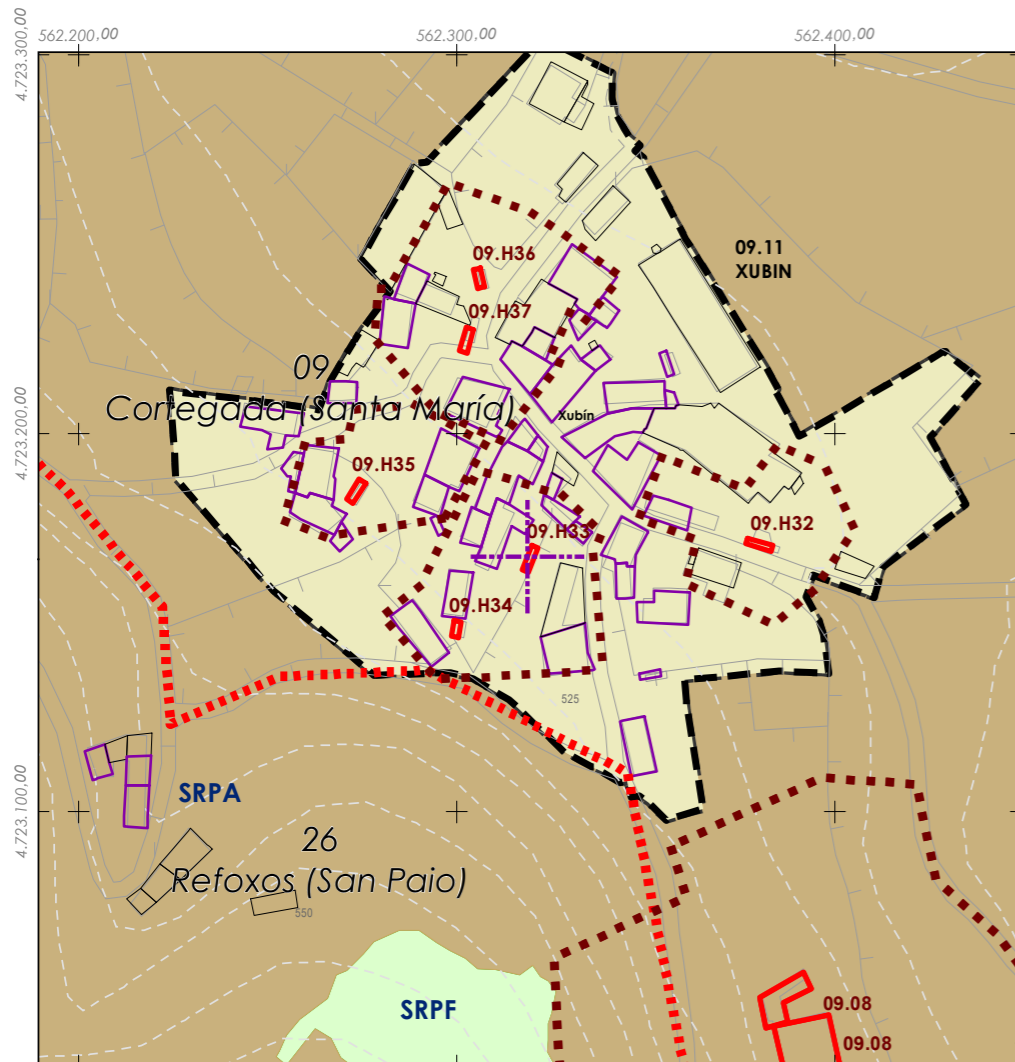 562.200,00
562.300,00
562.400,00
4.723.300,00
09.H36
09.11
XUBIN
09.H37
09
Cortegada (Santa María)
Xubín
4.723.200,00
09.H35
09.H33
09.H32
09.H34
525
SRPA
4.723.100,00
26
Refoxos (San Paio)
550
SRPF
09.08
09.08